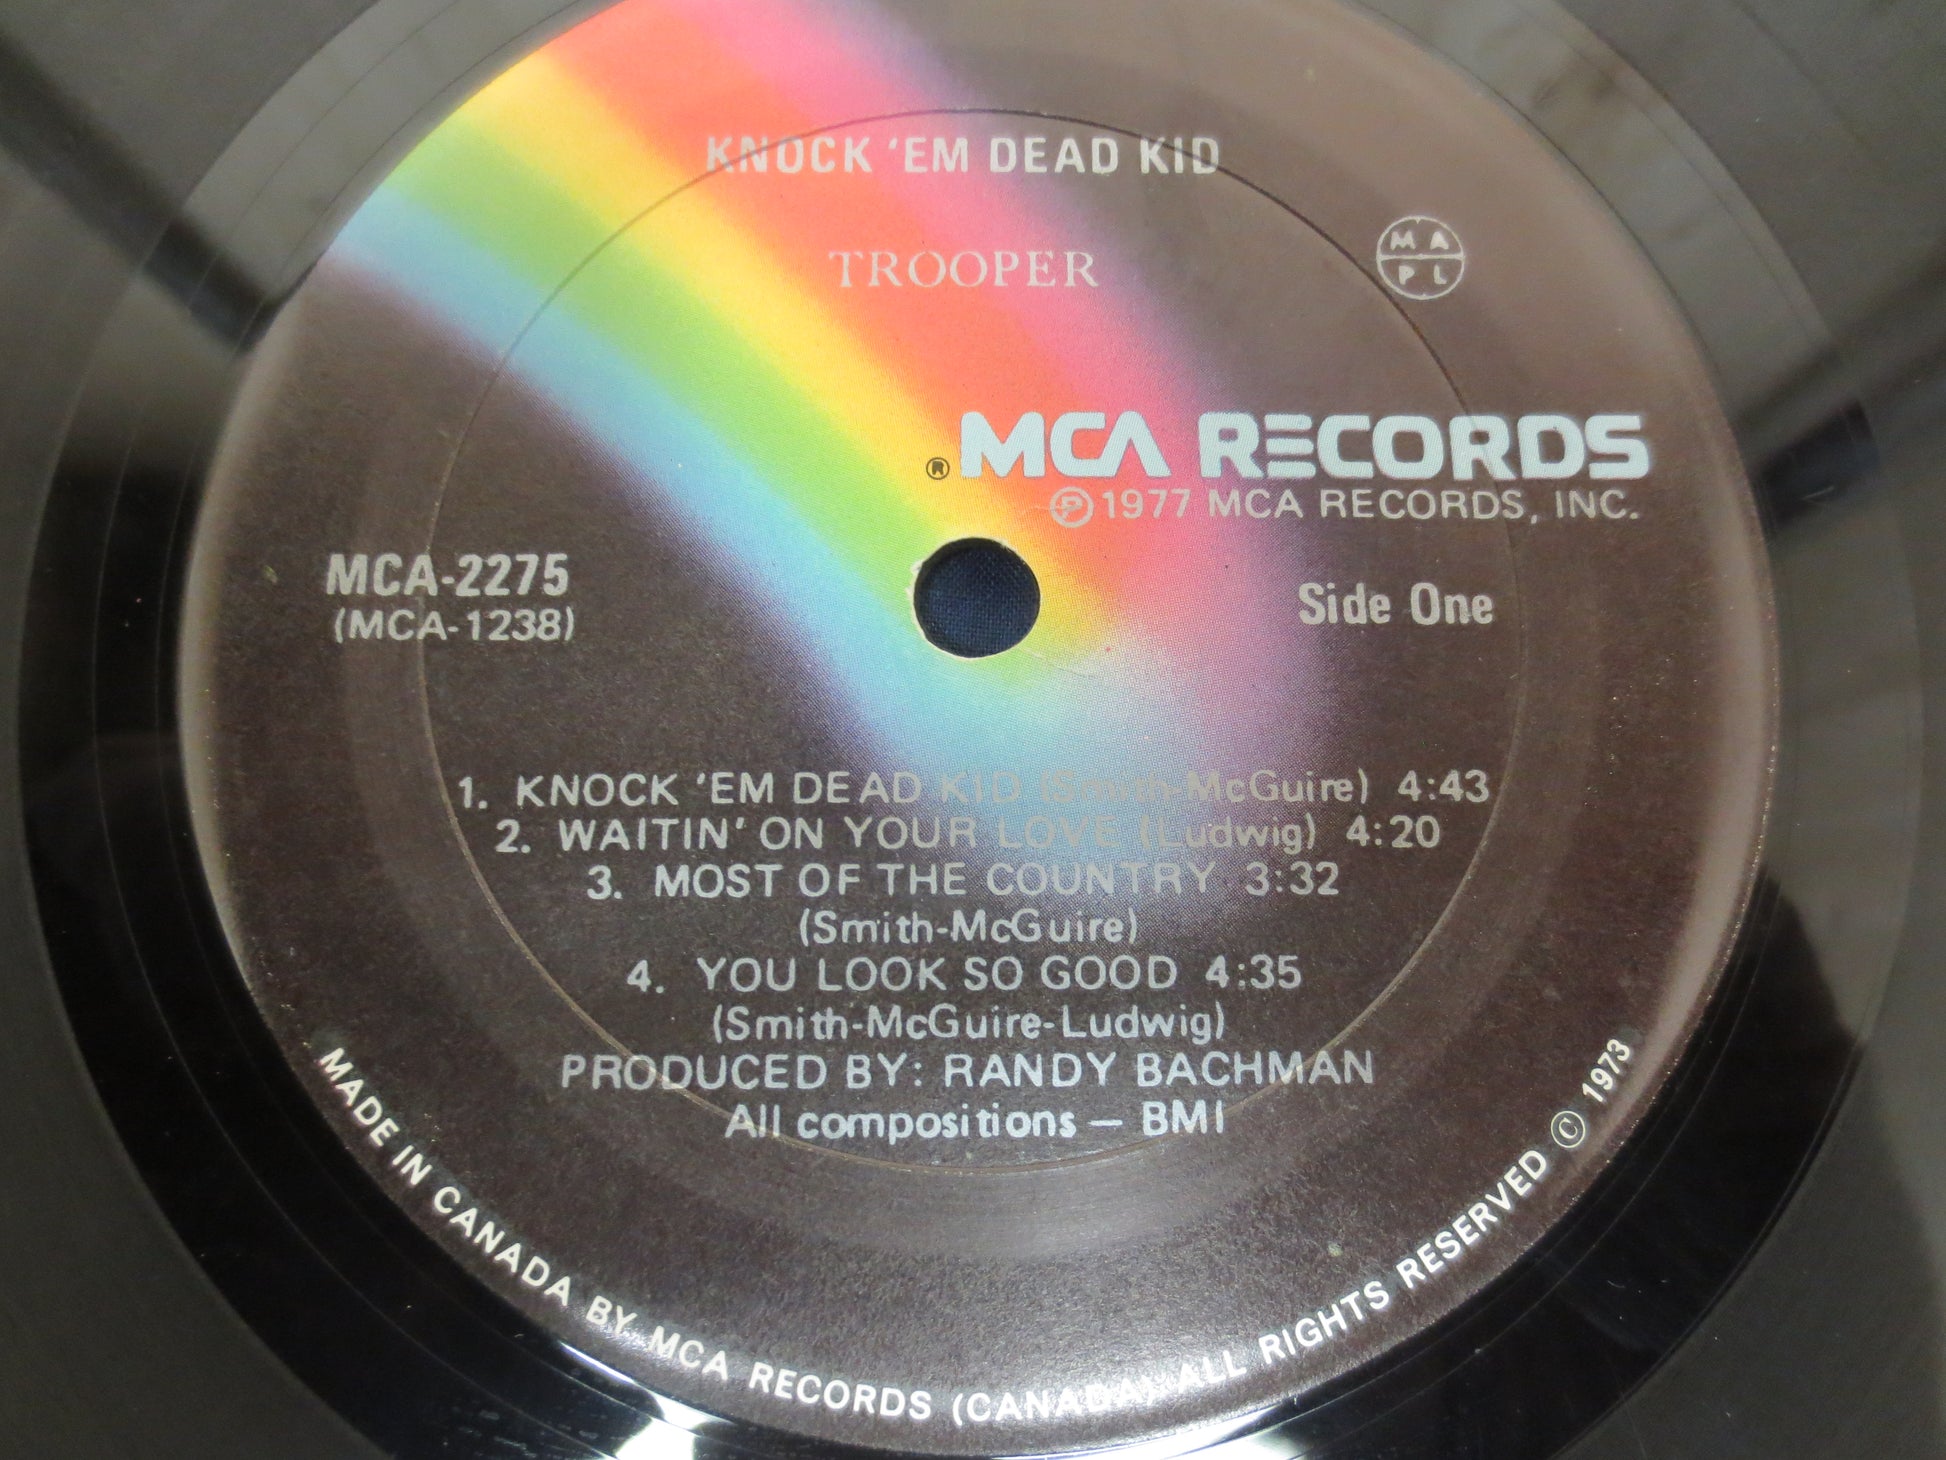 KNOCK 'EM DEAD KID
TROOPER
M A
P L
® MCA RECORDS
Ⓟ 1977 MCA RECORDS, INC.
MCA-2275
(MCA-1238)
Side One
1. KNOCK 'EM DEAD KID (Smith-McGuire) 4:43
2. WAITIN' ON YOUR LOVE (Ludwig) 4:20
3. MOST OF THE COUNTRY 3:32
(Smith-McGuire)
4. YOU LOOK SO GOOD 4:35
(Smith-McGuire-Ludwig)
PRODUCED BY: RANDY BACHMAN
All compositions — BMI
MADE IN CANADA BY MCA RECORDS (CANADA) ALL RIGHTS RESERVED © 1973